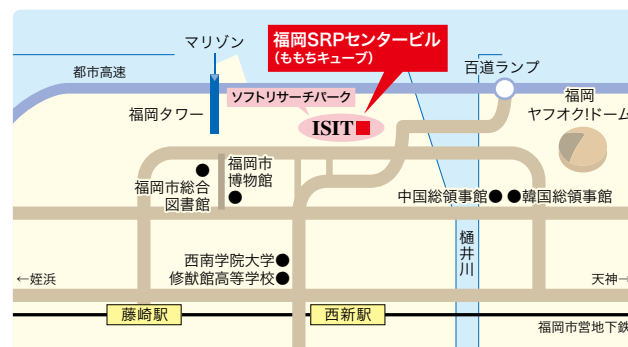 マリゾン
福岡SRPセンタービル
(ももちキューブ)
都市高速
百道ランプ
ソフトリサーチパーク
福岡
ヤフオク!ドーム
福岡タワー
ISIT
福岡市
博物館
福岡市総合
図書館
中国総領事館
韓国総領事館
樋井川
西南学院大学
修猷館高等学校
←姪浜
天神→
藤崎駅
西新駅
福岡市営地下鉄